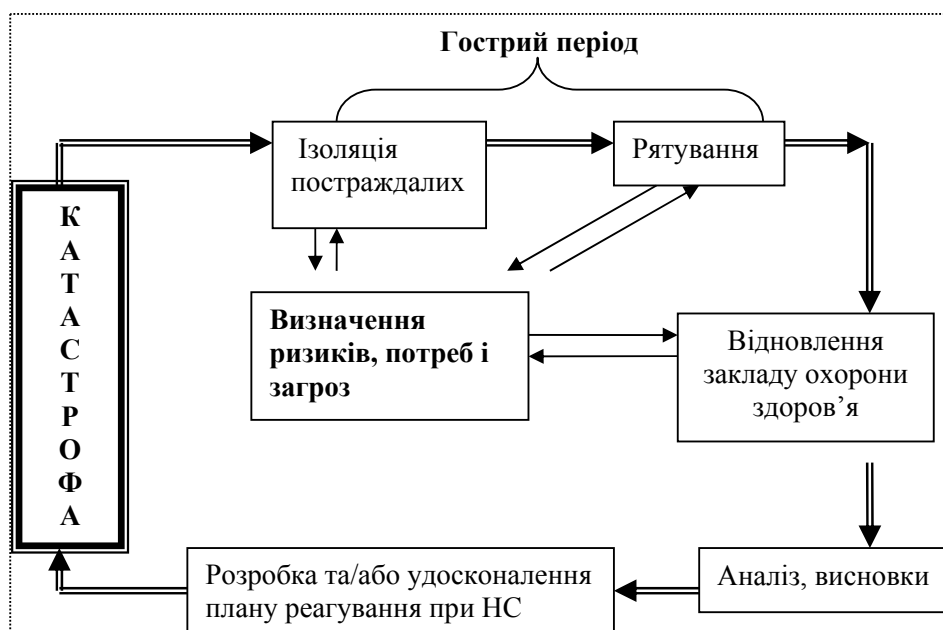 Гострий період
Ізоляція
постраждалих
Рятування
КАТАСТРОФА
Визначення
ризиків, потреб і
загроз
Відновлення
закладу охорони
здоров’я
Розробка та/або удосконалення
плану реагування при НС
Аналіз, висновки